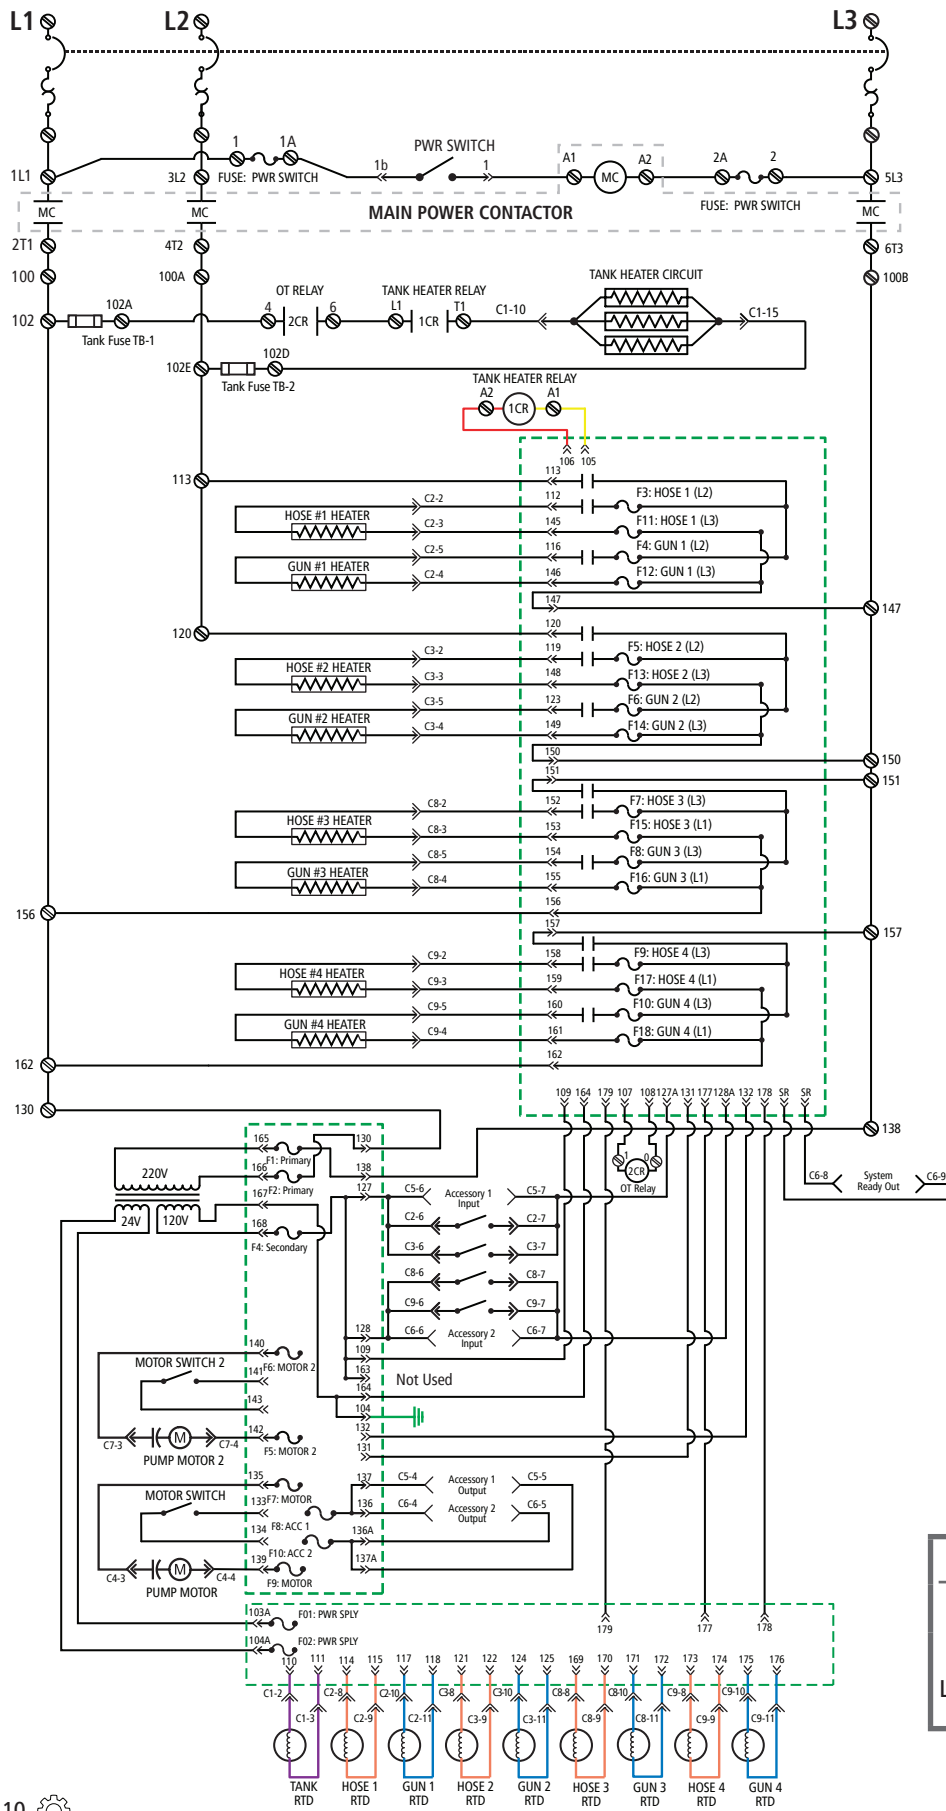 L1 L2 L3
1 1A PWR SWITCH A1 A2 2A 2
1L1 3L2 FUSE: PWR SWITCH 1b 1 MC 5L3
FUSE: PWR SWITCH
MC MC MAIN POWER CONTACTOR MC
2T1 4T2 6T3
100 100A 100B
OT RELAY TANK HEATER RELAY TANK HEATER CIRCUIT
102 102A 4 2CR 6 L1 1CR T1 C1-10 C1-15
Tank Fuse TB-1
102E 102D
Tank Fuse TB-2
TANK HEATER RELAY
A2 1CR A1
106 105
113 113
C2-2 112 F3: HOSE 1 (L2)
HOSE #1 HEATER C2-3 145 F11: HOSE 1 (L3)
C2-5 116 F4: GUN 1 (L2)
GUN #1 HEATER C2-4 146 F12: GUN 1 (L3)
147 147
120 120
C3-2 119 F5: HOSE 2 (L2)
HOSE #2 HEATER C3-3 148 F13: HOSE 2 (L3)
C3-5 123 F6: GUN 2 (L2)
GUN #2 HEATER C3-4 149 F14: GUN 2 (L3)
150 150
151 151
C8-2 152 F7: HOSE 3 (L3)
HOSE #3 HEATER C8-3 153 F15: HOSE 3 (L1)
C8-5 154 F8: GUN 3 (L3)
GUN #3 HEATER C8-4 155 F16: GUN 3 (L1)
156 156
157 157
C9-2 158 F9: HOSE 4 (L3)
HOSE #4 HEATER C9-3 159 F17: HOSE 4 (L1)
C9-5 160 F10: GUN 4 (L3)
GUN #4 HEATER C9-4 161 F18: GUN 4 (L1)
162 162
109 164 179 107 108 127A 131 177 128A 132 178 SR SR
130
165 130 138
F1: Primary
220V 166 138 1 2CR 0
F2: Primary OT Relay
C6-8 System Ready Out C6-9
167 127 C5-6 Accessory 1 Input C5-7
24V 120V 168 C2-6 C2-7
F4: Secondary C3-6 C3-7
C8-6 C8-7
C9-6 C9-7
128 C6-6 Accessory 2 Input C6-7
140 109
MOTOR SWITCH 2 141 F6: MOTOR 2 163 Not Used
143 164
104
142 132
C7-3 M C7-4 F5: MOTOR 2 131
PUMP MOTOR 2
135 137 C5-4 Accessory 1 Output C5-5
MOTOR SWITCH 133 F7: MOTOR 136 C6-4 Accessory 2 Output C6-5
134 F8: ACC 1 136A
139 F10: ACC 2 137A
C4-3 M C4-4 F9: MOTOR
PUMP MOTOR
103A F01: PWR SPLY
179 177 178
104A F02: PWR SPLY
110 111 114 115 117 118 121 122 124 125 169 170 171 172 173 174 175 176
C1-2 C2-8 C2-10 C3-8 C3-10 C8-8 C8-10 C9-8 C9-10
C1-3 C2-9 C2-11 C3-9 C3-11 C8-9 C8-11 C9-9 C9-11
TANK RTD HOSE 1 RTD GUN 1 RTD HOSE 2 RTD GUN 2 RTD HOSE 3 RTD GUN 3 RTD HOSE 4 RTD GUN 4 RTD
L
10